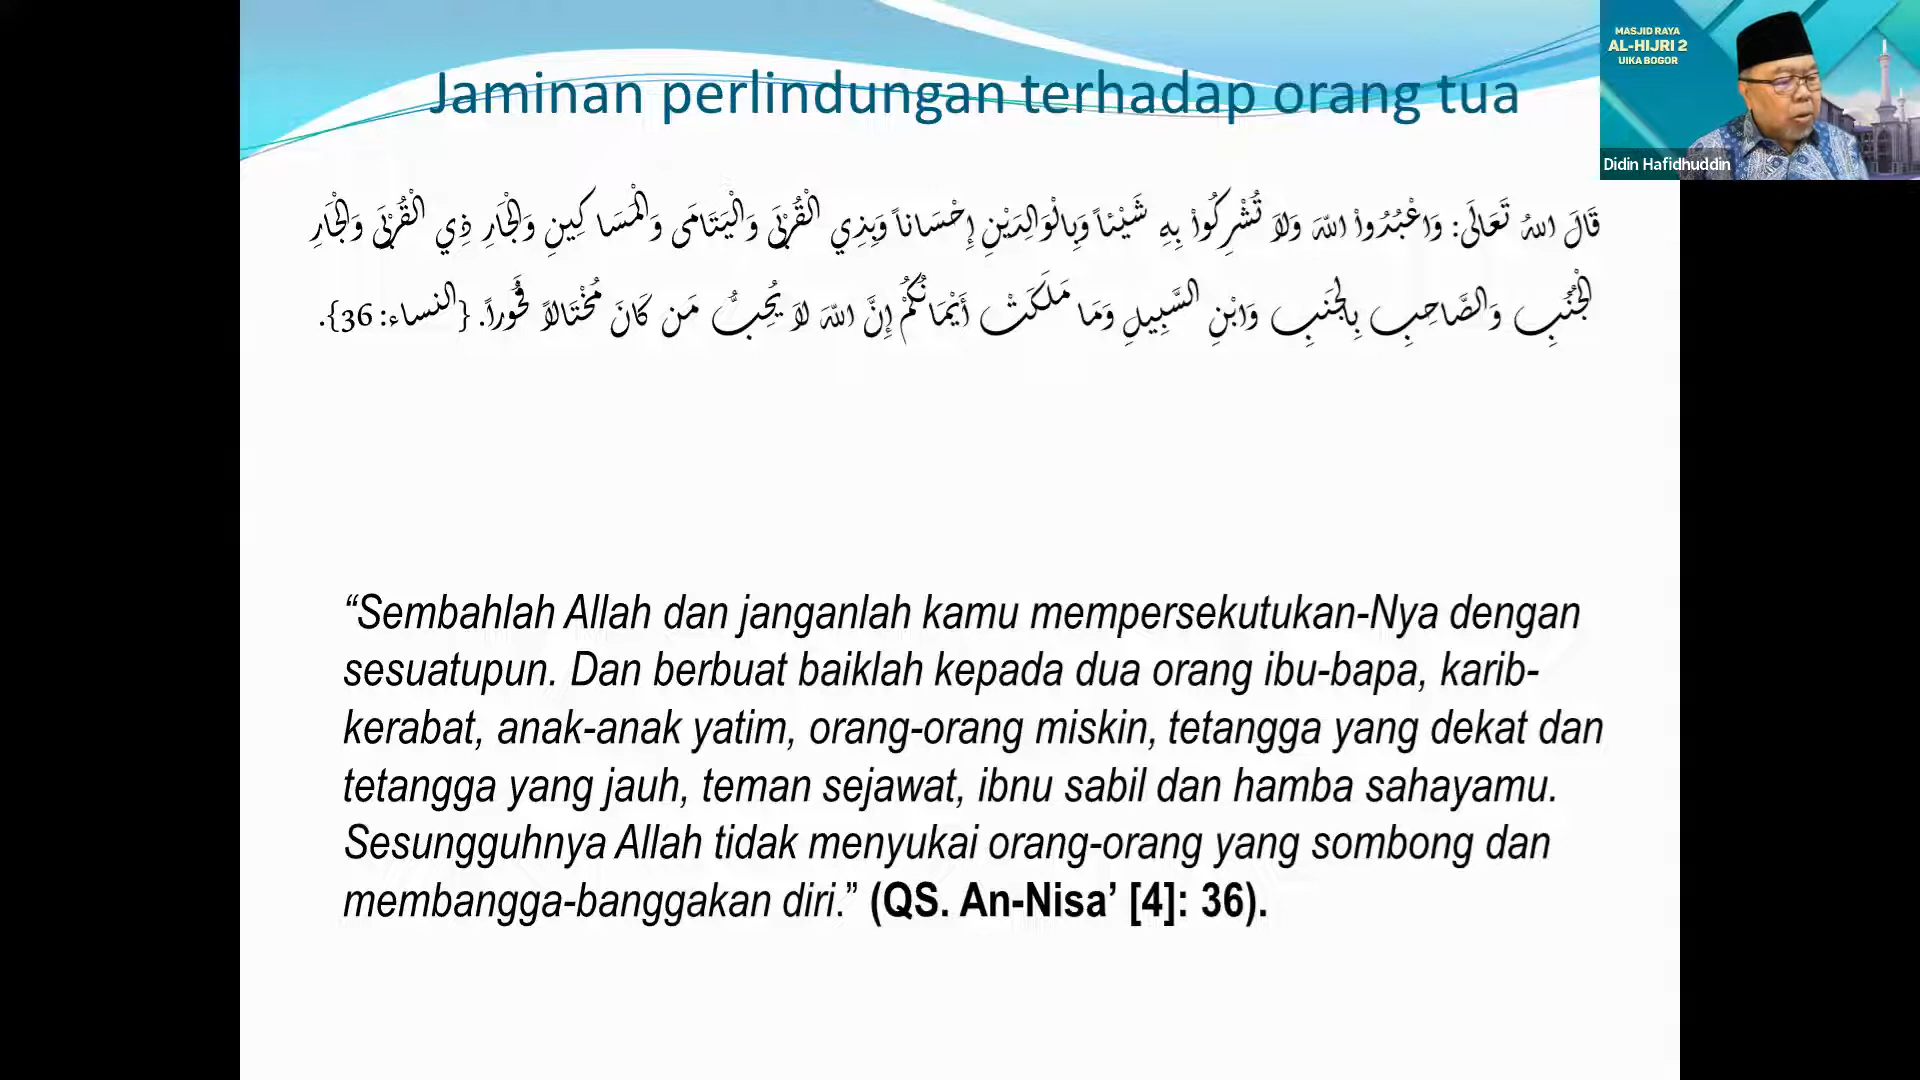 Jaminan perlindungan terhadap orang tua
MASJID RAYA
AL-HIJRI 2
UIKA BOGOR
Didin Hafidhuddin
قَالَ اللهُ تَعَالَى: وَاعْبُدُواْ اللّهَ وَلاَ تُشْرِكُواْ بِهِ شَيْئاً وَبِالْوَالِدَيْنِ إِحْسَاناً وَبِذِي الْقُرْبَى وَالْيَتَامَى وَالْمَسَاكِينِ وَالْجَارِ ذِي الْقُرْبَى وَالْجَارِ
الْجُنُبِ وَالصَّاحِبِ بِالجَنبِ وَابْنِ السَّبِيلِ وَمَا مَلَكَتْ أَيْمَانُكُمْ إِنَّ اللّهَ لاَ يُحِبُّ مَن كَانَ مُخْتَالاً فَخُوراً. {النساء: 36}.
“Sembahlah Allah dan janganlah kamu mempersekutukan-Nya dengan
sesuatupun. Dan berbuat baiklah kepada dua orang ibu-bapa, karib-
kerabat, anak-anak yatim, orang-orang miskin, tetangga yang dekat dan
tetangga yang jauh, teman sejawat, ibnu sabil dan hamba sahayamu.
Sesungguhnya Allah tidak menyukai orang-orang yang sombong dan
membangga-banggakan diri.” (QS. An-Nisa’ [4]: 36).